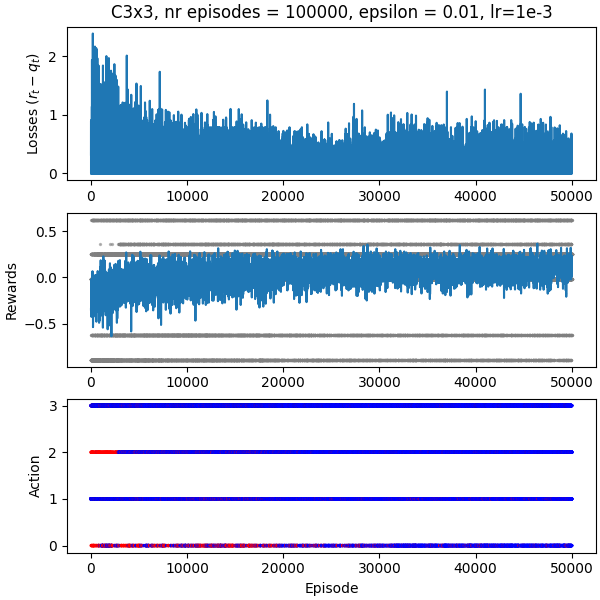 C3x3, nr episodes = 100000, epsilon = 0.01, lr=1e-3
Losses (r_t − q_t)
2
1
0
0 10000 20000 30000 40000 50000
Rewards
0.5
0.0
−0.5
0 10000 20000 30000 40000 50000
Action
3
2
1
0
0 10000 20000 30000 40000 50000
Episode